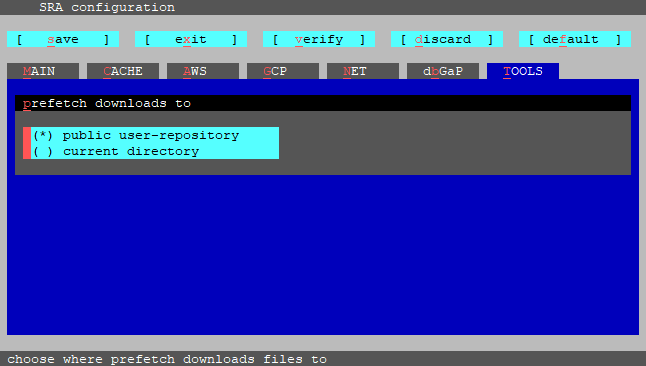 SRA configuration
[ save ] [ exit ] [ verify ] [ discard ] [ default ]
MAIN CACHE AWS GCP NET dbGaP TOOLS
prefetch downloads to
(*) public user-repository
( ) current directory
choose where prefetch downloads files to